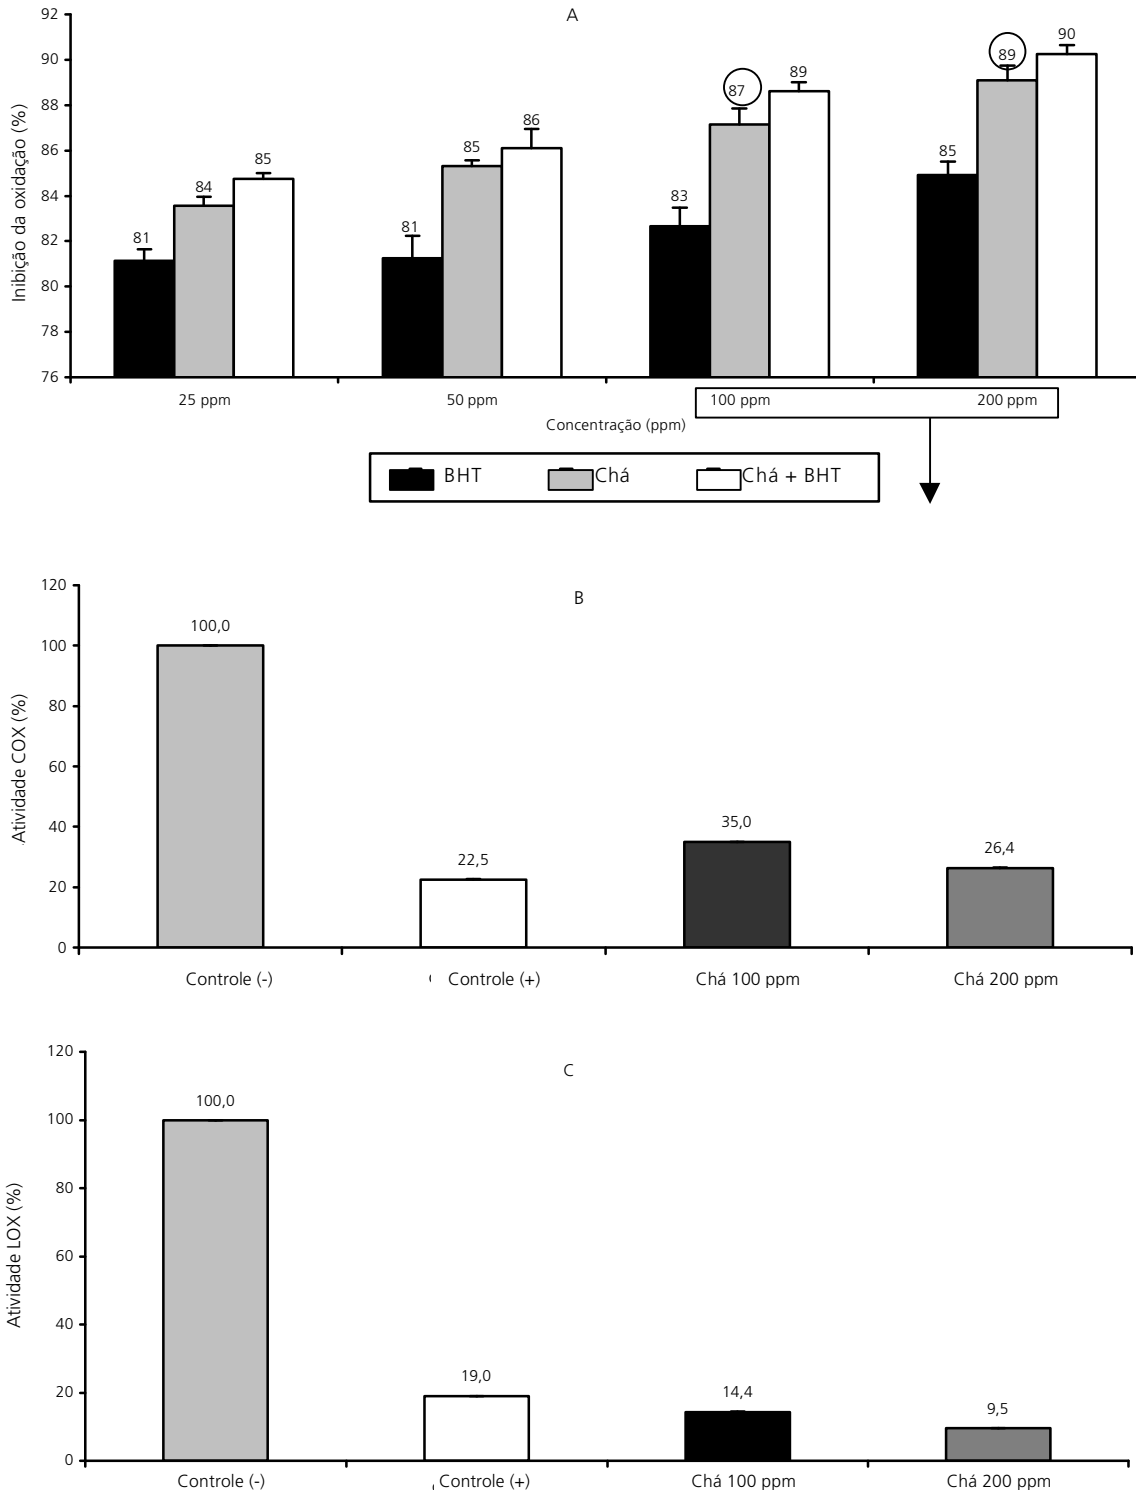 A
92
90
88
86
84
82
80
78
76
Inibição da oxidação (%)
81 84 85
81 85 86
83 87 89
85 89 90
25 ppm 50 ppm 100 ppm 200 ppm
Concentração (ppm)
BHT Chá Chá + BHT
B
120
100
80
60
40
20
0
Atividade COX (%)
100,0 22,5 35,0 26,4
Controle (-) Controle (+) Chá 100 ppm Chá 200 ppm
C
120
100
80
60
40
20
0
Atividade LOX (%)
100,0 19,0 14,4 9,5
Controle (-) Controle (+) Chá 100 ppm Chá 200 ppm